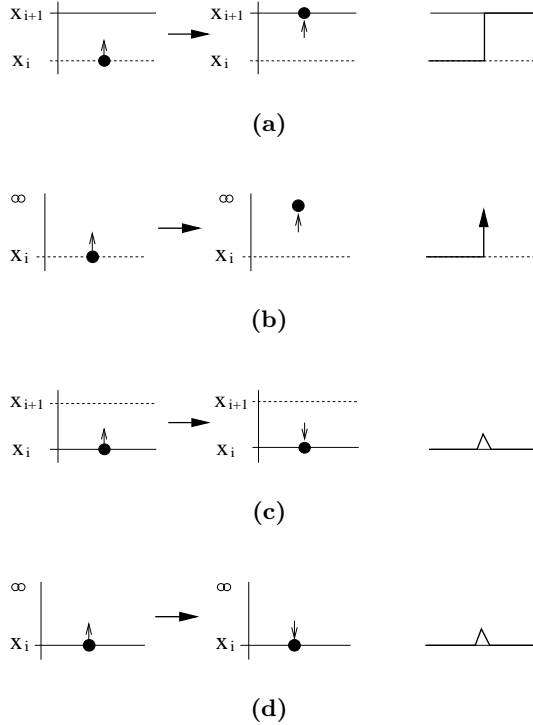 X_{i+1} X_{i+1}
X_i X_i
(a)
∞ ∞
X_i X_i
(b)
X_{i+1} X_{i+1}
X_i X_i
(c)
∞ ∞
X_i X_i
(d)